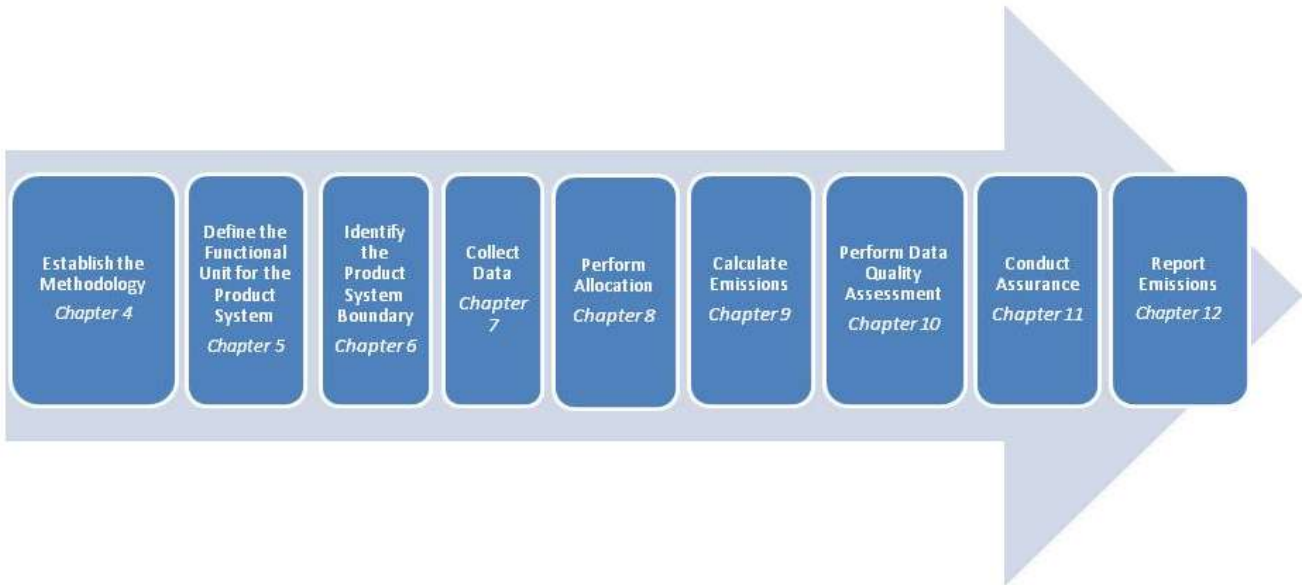 Establish the
Methodology
Chapter 4
Define the
Functional
Unit for the
Product
System
Chapter 5
Identify
the
Product
System
Boundary
Chapter 6
Collect
Data
Chapter
7
Perform
Allocation
Chapter 8
Calculate
Emissions
Chapter 9
Perform Data
Quality
Assessment
Chapter 10
Conduct
Assurance
Chapter 11
Report
Emissions
Chapter 12